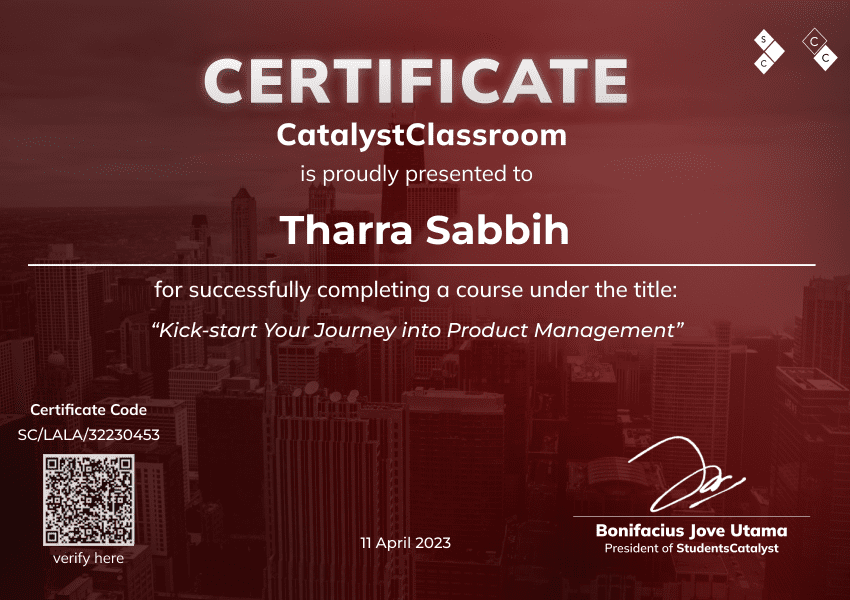 S
C
C
C
CERTIFICATE
CatalystClassroom
is proudly presented to
Tharra Sabbih
for successfully completing a course under the title:
“Kick-start Your Journey into Product Management”
Certificate Code
SC/LALA/32230453
verify here
11 April 2023
Bonifacius Jove Utama
President of StudentsCatalyst